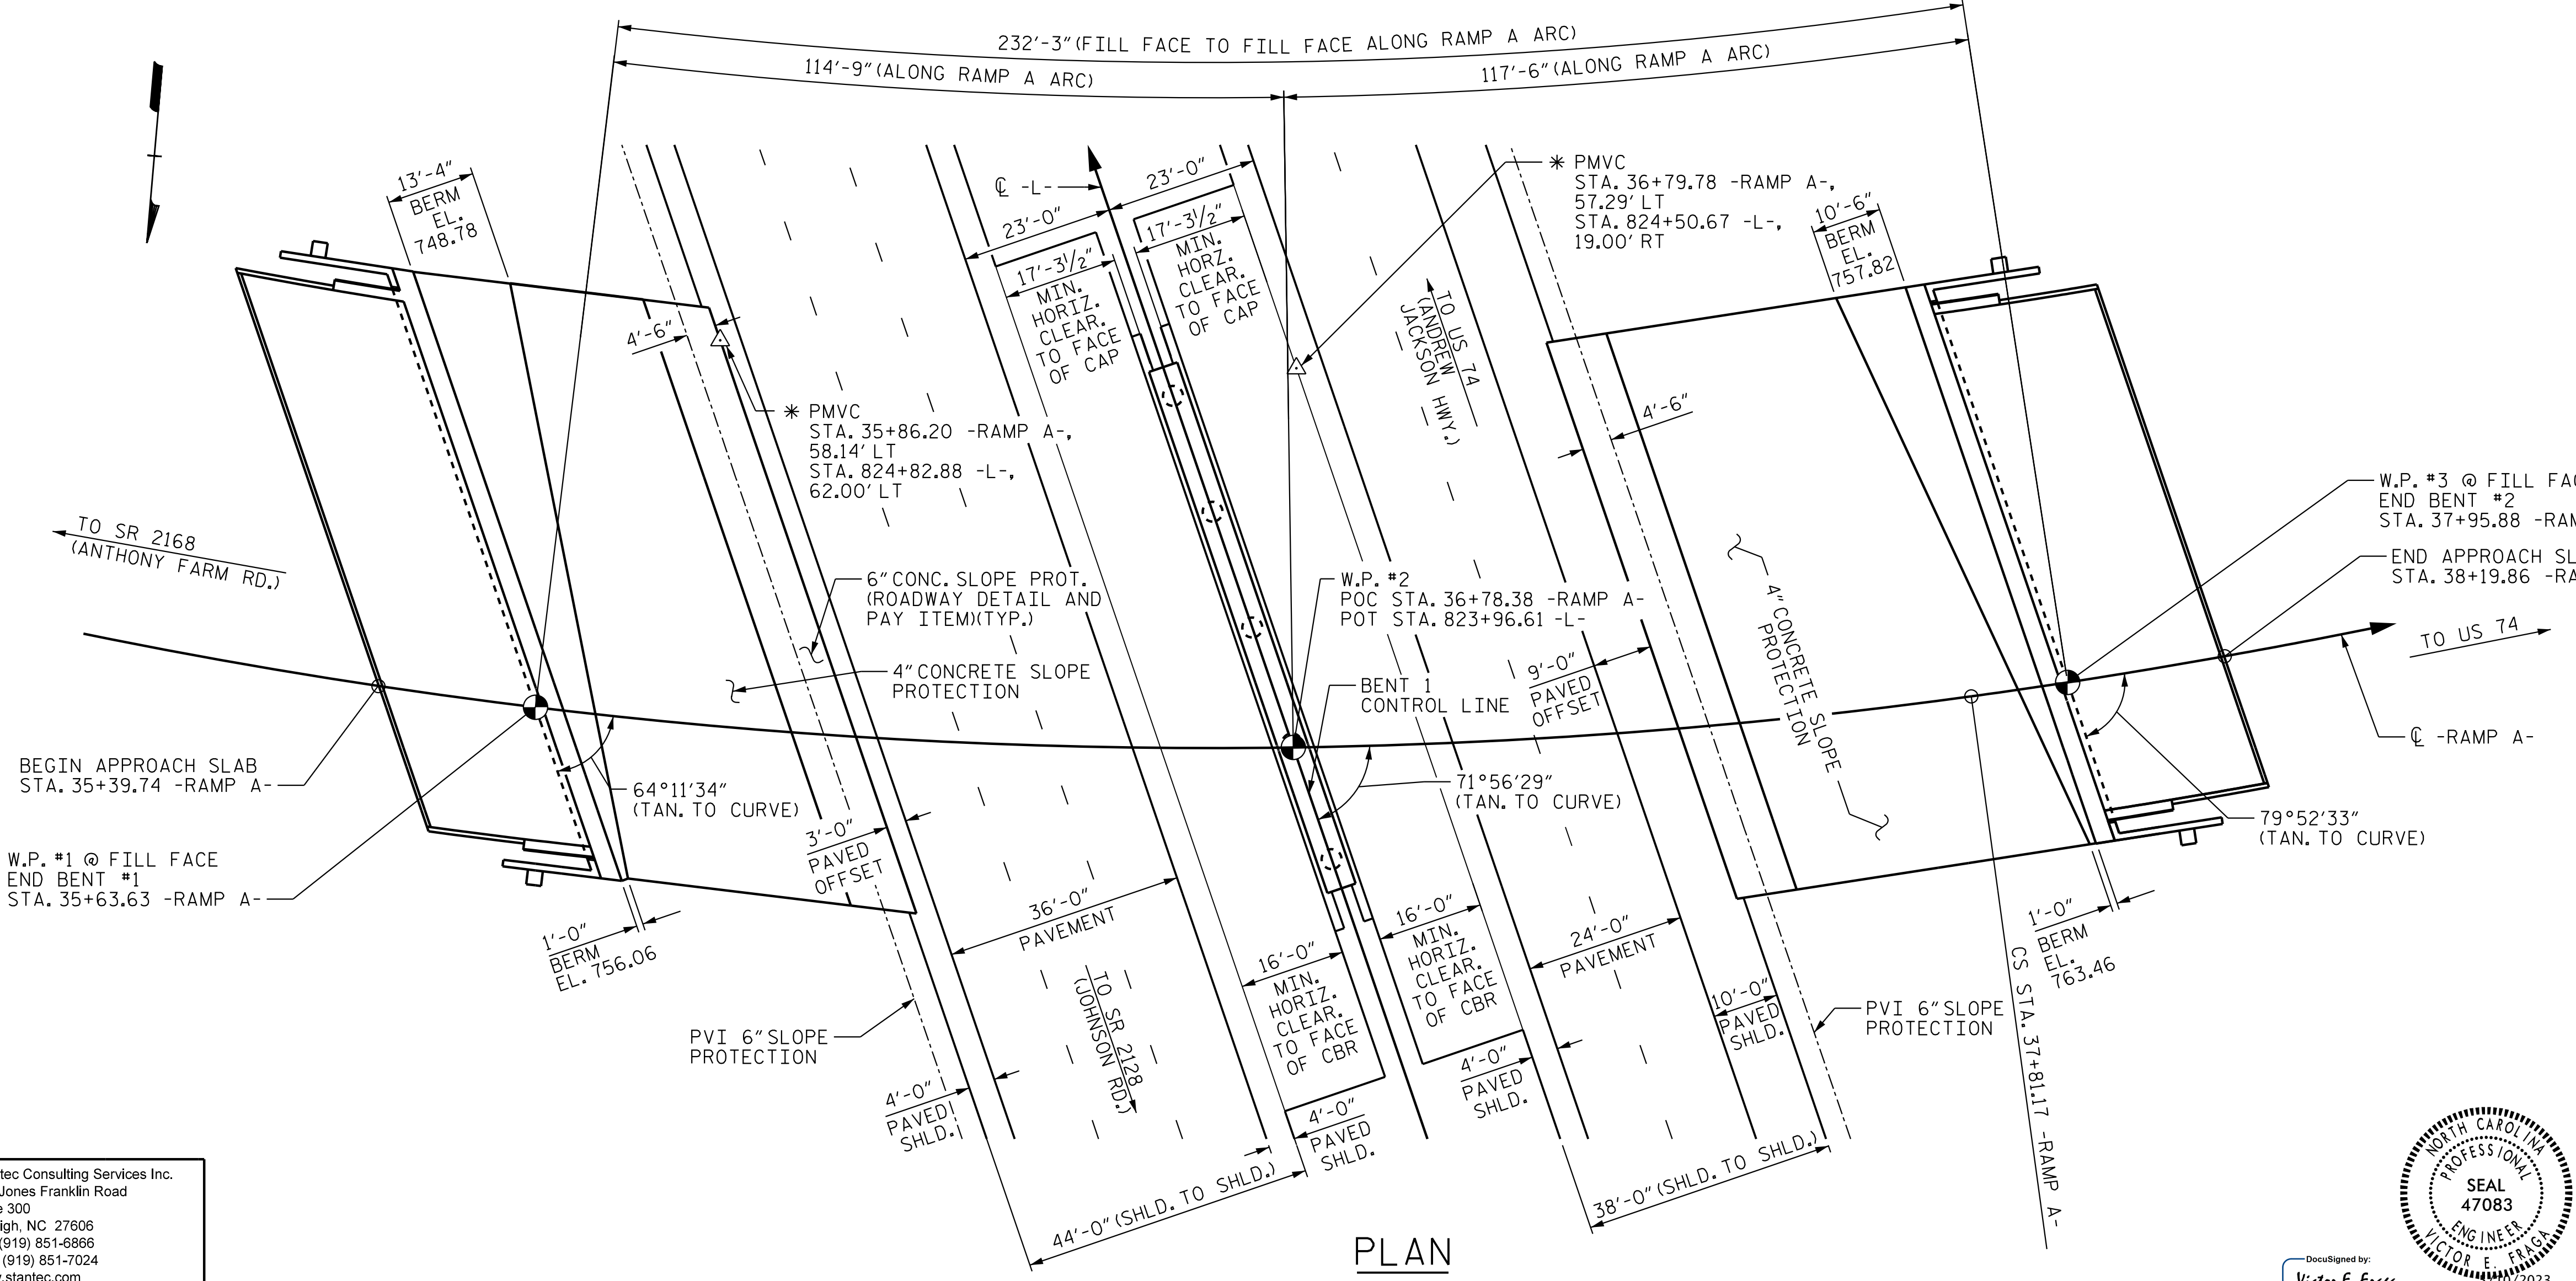 232'-3" (FILL FACE TO FILL FACE ALONG RAMP A ARC)
114'-9" (ALONG RAMP A ARC)
117'-6" (ALONG RAMP A ARC)
13'-4"
BERM
EL.
748.78
℄ -L-
23'-0"
23'-0"
17'-3½"
MIN.
HORIZ.
CLEAR.
TO FACE
OF CAP
17'-3½"
MIN.
HORZ.
CLEAR.
TO FACE
OF CAP
* PMVC
STA. 36+79.78 -RAMP A-,
57.29' LT
STA. 824+50.67 -L-,
19.00' RT
10'-6"
BERM
EL.
757.82
TO US 74
(ANDREW
JACKSON HWY.)
4'-6"
4'-6"
* PMVC
STA. 35+86.20 -RAMP A-,
58.14' LT
STA. 824+82.88 -L-,
62.00' LT
TO SR 2168
(ANTHONY FARM RD.)
6" CONC. SLOPE PROT.
(ROADWAY DETAIL AND
PAY ITEM)(TYP.)
4" CONCRETE SLOPE
PROTECTION
W.P. #2
POC STA. 36+78.38 -RAMP A-
POT STA. 823+96.61 -L-
BENT 1
CONTROL LINE
9'-0"
PAVED
OFFSET
4" CONCRETE SLOPE
PROTECTION
W.P. #3 @ FILL
END BENT #2
STA. 37+95.88
END APPROACH
STA. 38+19.86
TO US 74
℄ -RAMP A-
BEGIN APPROACH SLAB
STA. 35+39.74 -RAMP A-
W.P. #1 @ FILL FACE
END BENT #1
STA. 35+63.63 -RAMP A-
64°11'34"
(TAN. TO CURVE)
71°56'29"
(TAN. TO CURVE)
79°52'33"
(TAN. TO CURVE)
3'-0"
PAVED
OFFSET
36'-0"
PAVEMENT
1'-0"
BERM
EL. 756.06
16'-0"
MIN.
HORIZ.
CLEAR.
TO FACE
OF CBR
16'-0"
MIN.
HORIZ.
CLEAR.
TO FACE
OF CBR
24'-0"
PAVEMENT
10'-0"
PAVED
SHLD.
1'-0"
BERM
EL.
763.46
CS STA. 37+81.17 -RAMP A-
PVI 6" SLOPE
PROTECTION
PVI 6" SLOPE
PROTECTION
TO SR 2128
(JOHNSON RD.)
4'-0"
PAVED
SHLD.
4'-0"
PAVED
SHLD.
4'-0"
PAVED
SHLD.
44'-0" (SHLD. TO SHLD.)
38'-0" (SHLD. TO SHLD.)
PLAN
Consulting Services Inc.
Jones Franklin Road
300
NC 27606
(919) 851-6866
(919) 851-7024
NORTH CAROLINA
PROFESSIONAL
SEAL
47083
ENGINEER
VICTOR E. FRAGA
DocuSigned by: